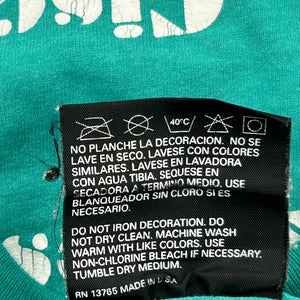 40°C
NO PLANCHE LA DECORACION. NO SE
LAVE EN SECO. LAVESE CON COLORES
SIMILARES. LAVESE EN LAVADORA
CON AGUA TIBIA. SEQUESE EN
SECADORA A TERMINO MEDIO. USE
BLANQUEADOR SIN CLORO SI ES
NECESARIO.
DO NOT IRON DECORATION. DO
NOT DRY CLEAN. MACHINE WASH
WARM WITH LIKE COLORS. USE
NON-CHLORINE BLEACH IF NECESSARY.
TUMBLE DRY MEDIUM.
RN 13765 MADE IN U.S.A